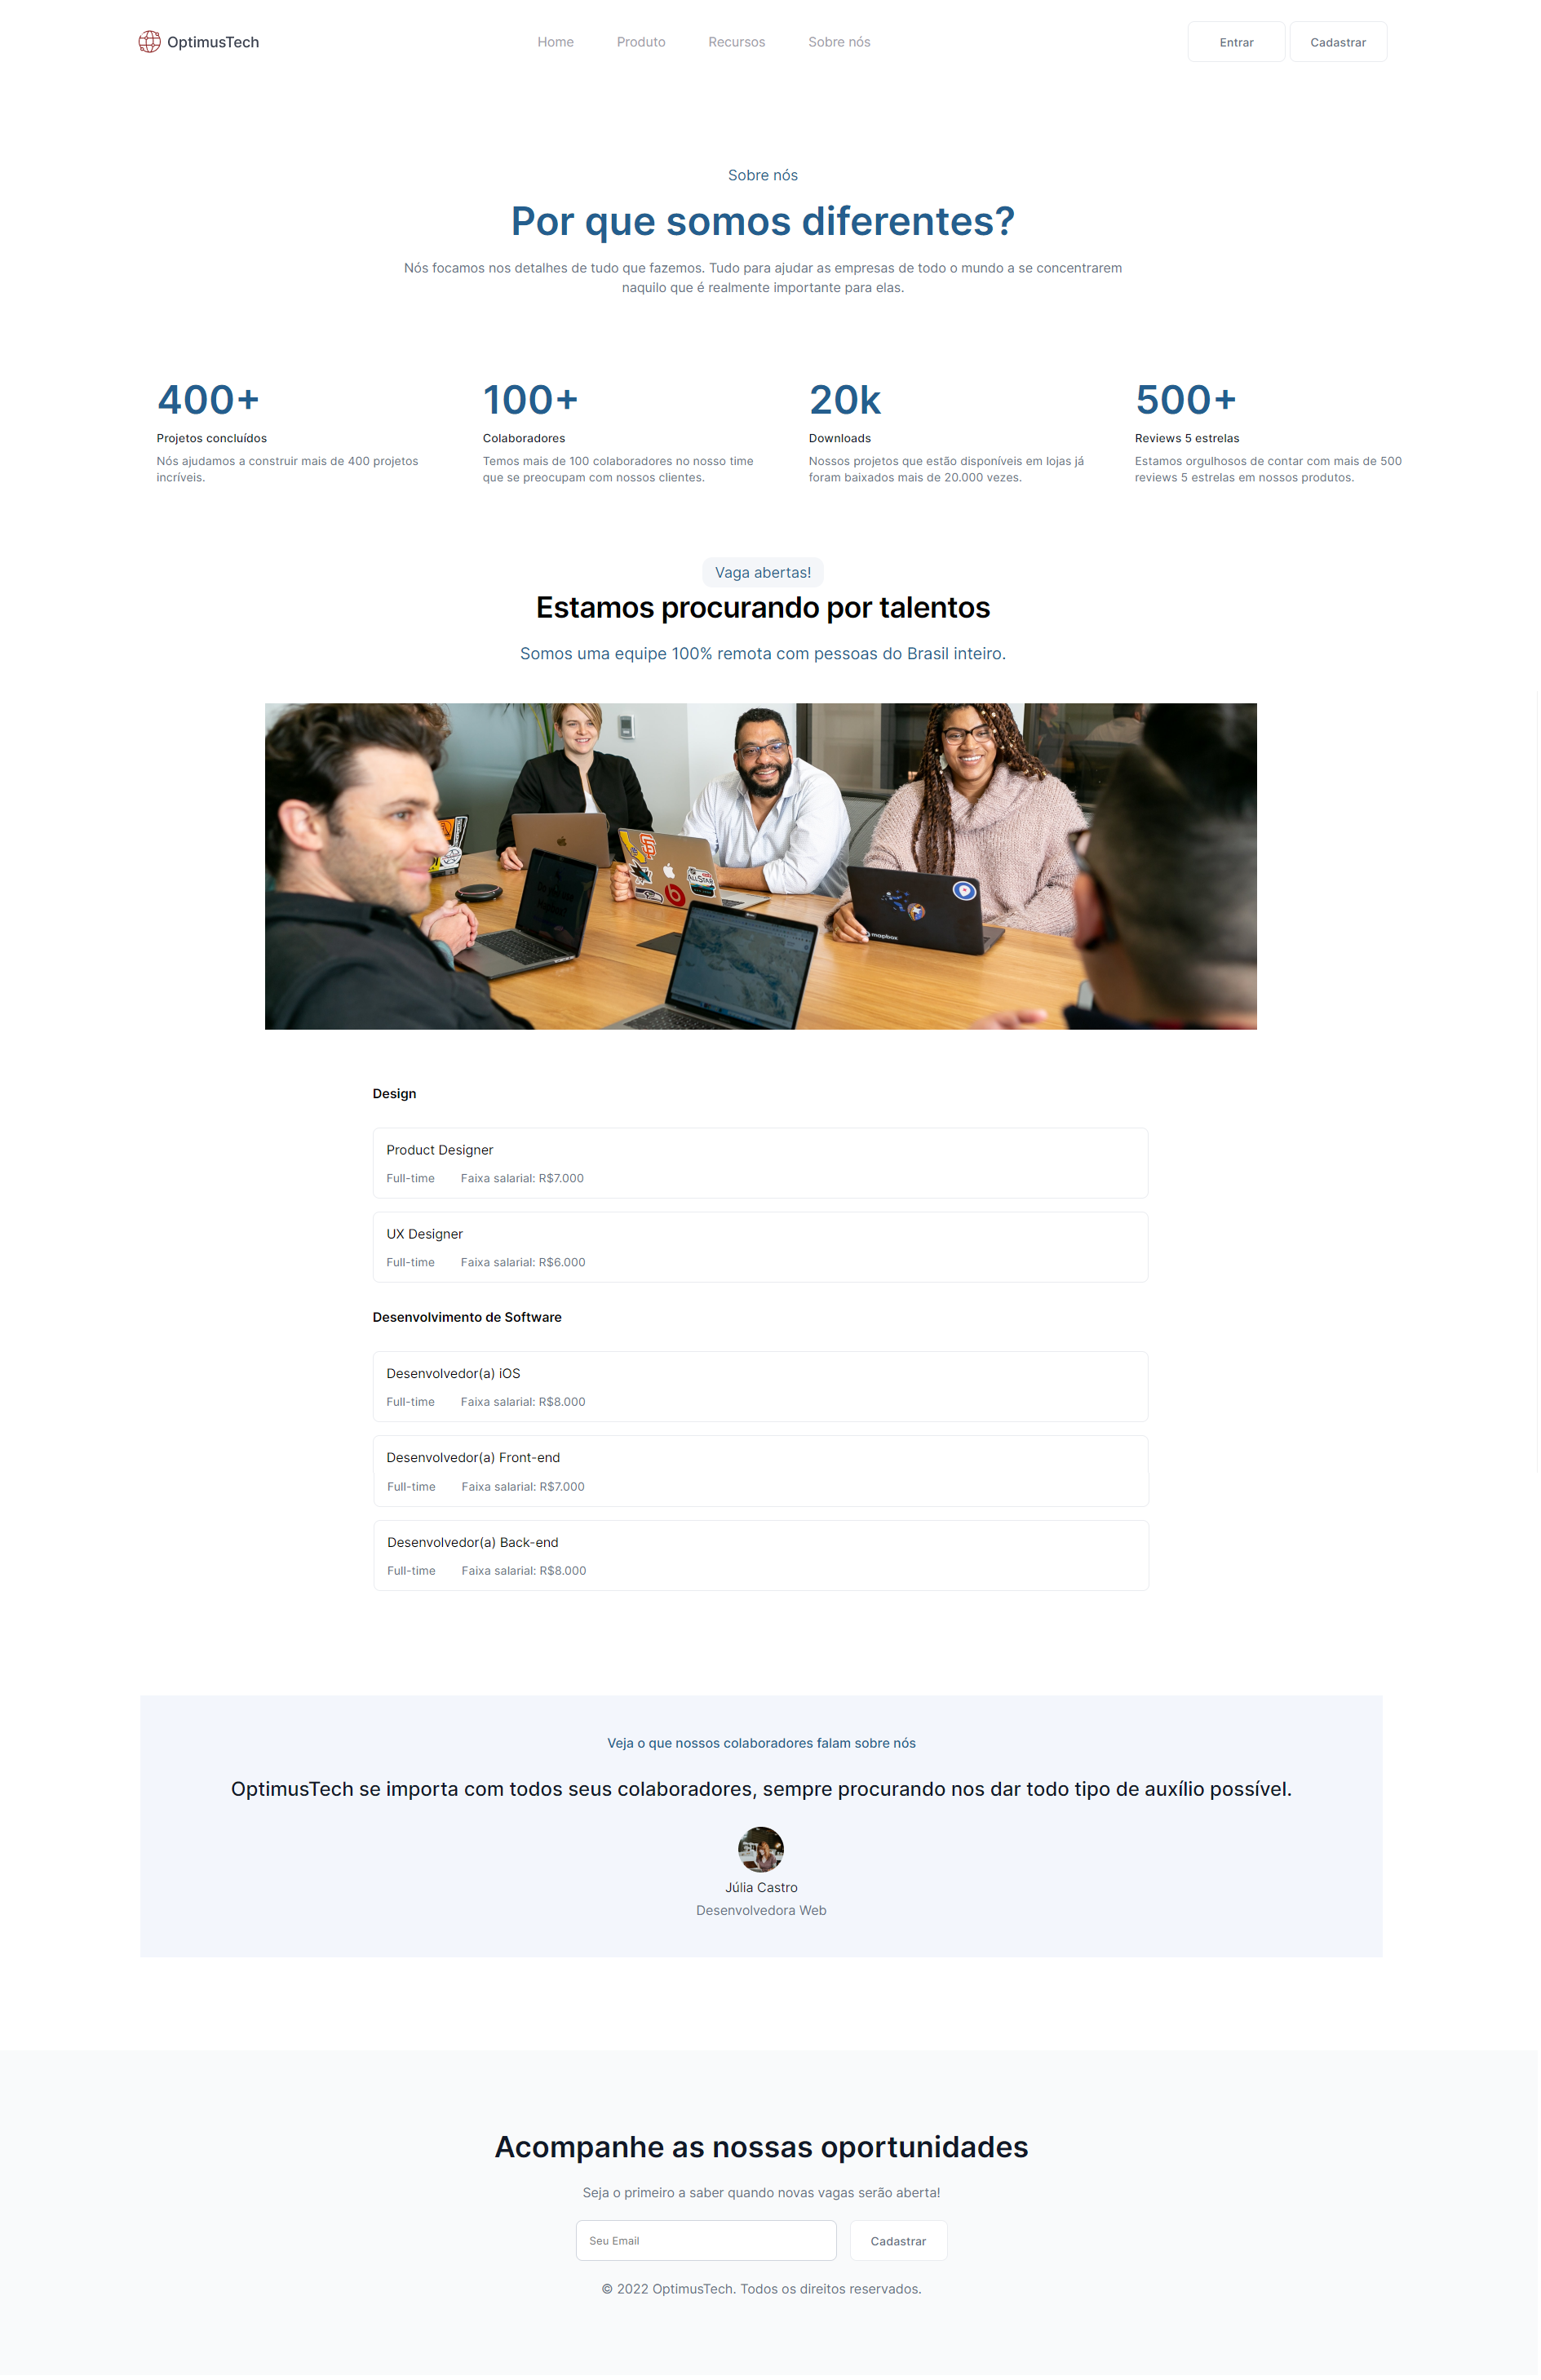 OptimusTech
Home
Produto
Recursos
Sobre nós
Entrar
Cadastrar
Sobre nós
Por que somos diferentes?
Nós focamos nos detalhes de tudo que fazemos. Tudo para ajudar as empresas de todo o mundo a se concentrarem
naquilo que é realmente importante para elas.
400+
Projetos concluídos
Nós ajudamos a construir mais de 400 projetos
incríveis.
100+
Colaboradores
Temos mais de 100 colaboradores no nosso time
que se preocupam com nossos clientes.
20k
Downloads
Nossos projetos que estão disponíveis em lojas já
foram baixados mais de 20.000 vezes.
500+
Reviews 5 estrelas
Estamos orgulhosos de contar com mais de 500
reviews 5 estrelas em nossos produtos.
Vaga abertas!
Estamos procurando por talentos
Somos uma equipe 100% remota com pessoas do Brasil inteiro.
ALL STAR
mapbox
Design
Product Designer
Full-time Faixa salarial: R$7.000
UX Designer
Full-time Faixa salarial: R$6.000
Desenvolvimento de Software
Desenvolvedor(a) iOS
Full-time Faixa salarial: R$8.000
Desenvolvedor(a) Front-end
Full-time Faixa salarial: R$7.000
Desenvolvedor(a) Back-end
Full-time Faixa salarial: R$8.000
Veja o que nossos colaboradores falam sobre nós
OptimusTech se importa com todos seus colaboradores, sempre procurando nos dar todo tipo de auxílio possível.
Júlia Castro
Desenvolvedora Web
Acompanhe as nossas oportunidades
Seja o primeiro a saber quando novas vagas serão aberta!
Seu Email
Cadastrar
© 2022 OptimusTech. Todos os direitos reservados.